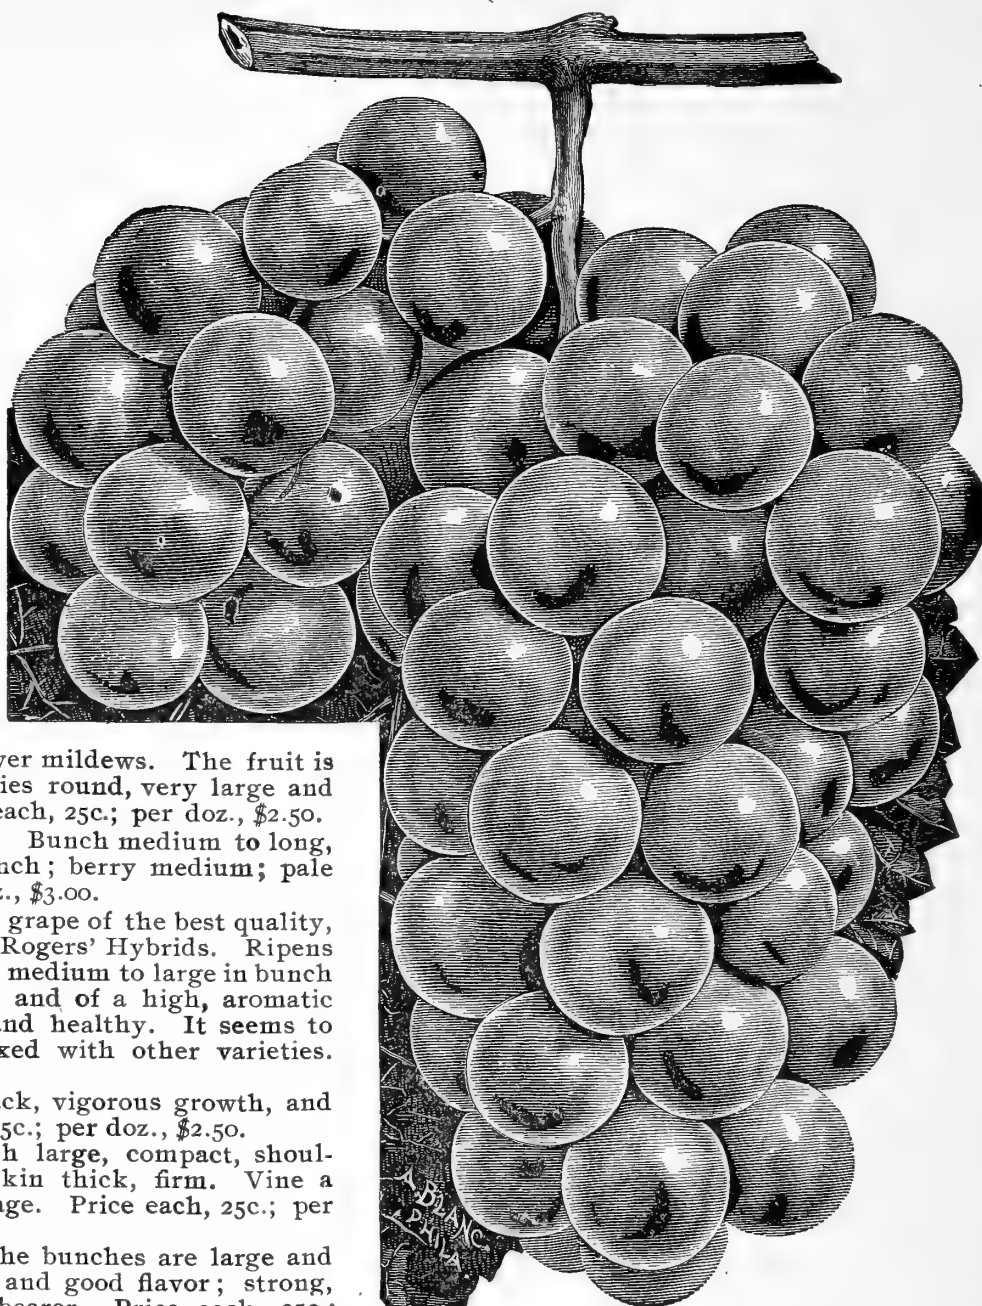 ver mildews. The fruit is
ies round, very large and
each, 25c.; per doz., $2.50.
Bunch medium to long,
nch; berry medium; pale
z., $3.00.
grape of the best quality,
Rogers' Hybrids. Ripens
medium to large in bunch
and of a high, aromatic
nd healthy. It seems to
xed with other varieties.
ck, vigorous growth, and
5c.; per doz., $2.50.
h large, compact, shoul-
kin thick, firm. Vine a
ge. Price each, 25c.; per
he bunches are large and
and good flavor; strong,
bearer. Price each, 25c.;
A. BLANC
PHILA